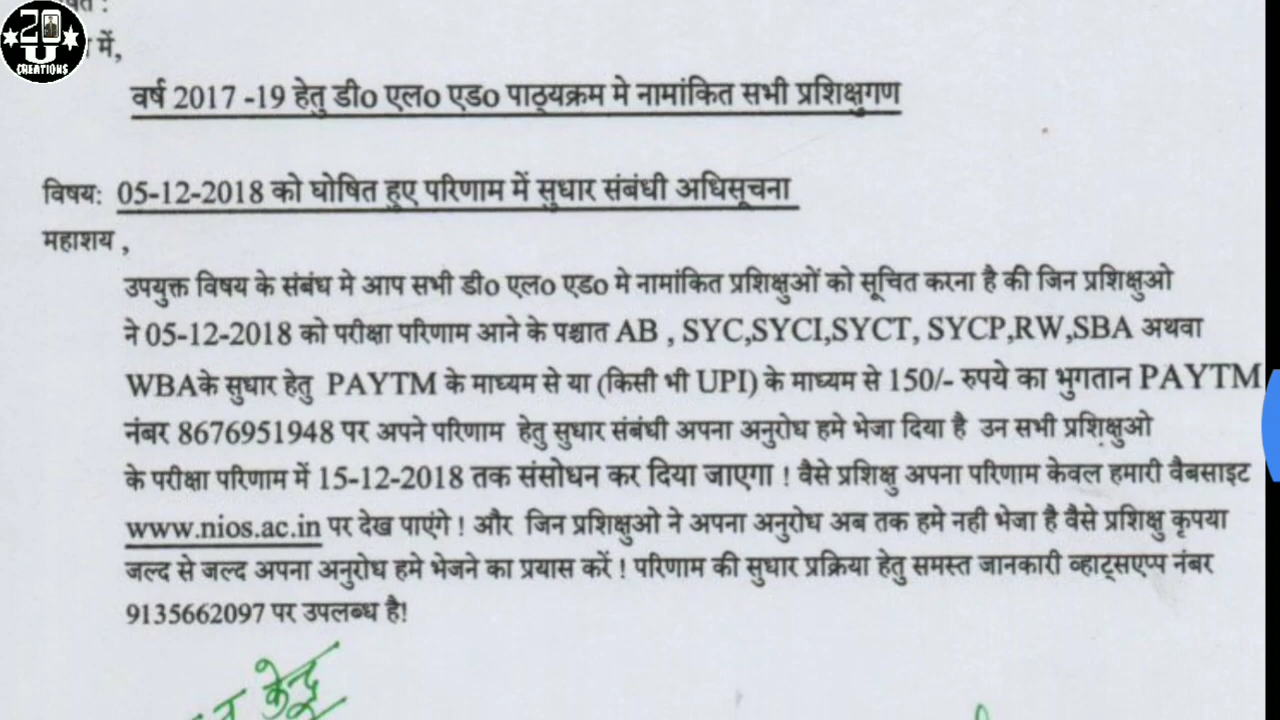 20
U
CREATIONS
में,
वर्ष 2017 -19 हेतु डी० एल० एड० पाठ्यक्रम मे नामांकित सभी प्रशिक्षुगण
विषय: 05-12-2018 को घोषित हुए परिणाम में सुधार संबंधी अधिसूचना
महाशय ,
उपयुक्त विषय के संबंध मे आप सभी डी० एल० एड० मे नामांकित प्रशिक्षुओं को सूचित करना है की जिन प्रशिक्षुओ
ने 05-12-2018 को परीक्षा परिणाम आने के पश्चात AB , SYC,SYCI,SYCT, SYCP,RW,SBA अथवा
WBAके सुधार हेतु PAYTM के माध्यम से या (किसी भी UPI) के माध्यम से 150/- रुपये का भुगतान PAYTM
नंबर 8676951948 पर अपने परिणाम हेतु सुधार संबंधी अपना अनुरोध हमे भेजा दिया है उन सभी प्रशिक्षुओ
के परीक्षा परिणाम में 15-12-2018 तक संसोधन कर दिया जाएगा ! वैसे प्रशिक्षु अपना परिणाम केवल हमारी वैबसाइट
www.nios.ac.in पर देख पाएंगे ! और जिन प्रशिक्षुओ ने अपना अनुरोध अब तक हमे नही भेजा है वैसे प्रशिक्षु कृपया
जल्द से जल्द अपना अनुरोध हमे भेजने का प्रयास करें ! परिणाम की सुधार प्रक्रिया हेतु समस्त जानकारी व्हाट्सएप्प नंबर
9135662097 पर उपलब्ध है!
केन्द्र